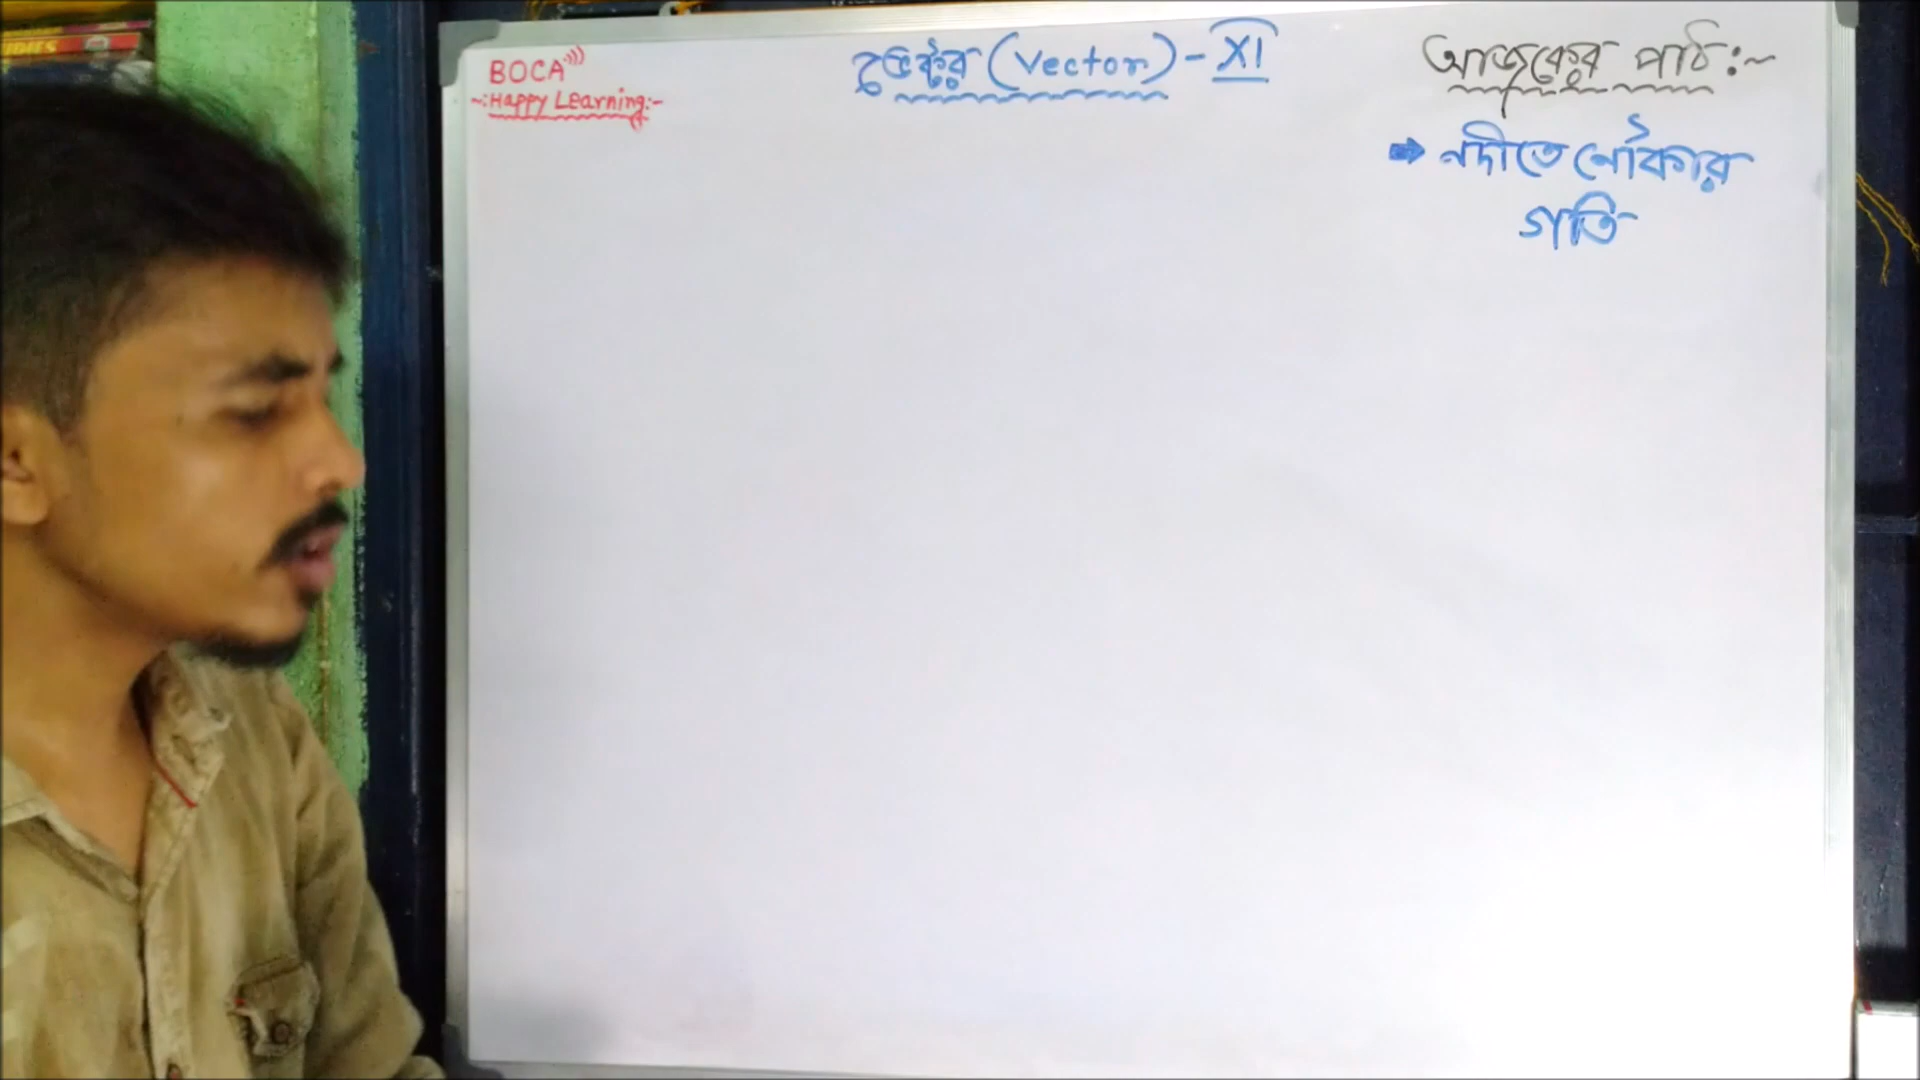 BOCA
~:Happy Learning:~
ভেক্টর (Vector) - XI
আজকের পাঠ:~
➡ নদীতে নৌকার
গতি